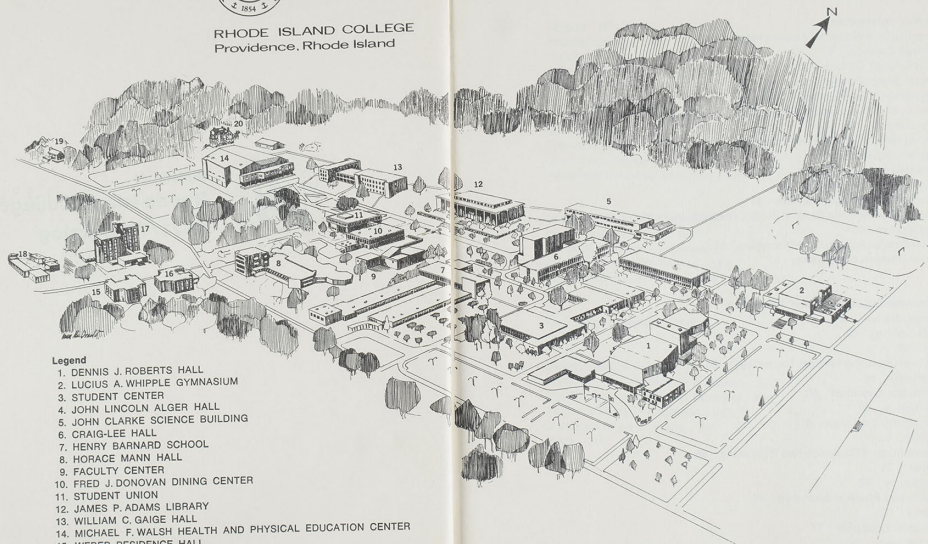 1854
RHODE ISLAND COLLEGE
Providence, Rhode Island
N
20
19
14
13
12
5
11
17
10
6
18
8
9
7
4
16
15
2
3
1
Legend
1. DENNIS J. ROBERTS HALL
2. LUCIUS A. WHIPPLE GYMNASIUM
3. STUDENT CENTER
4. JOHN LINCOLN ALGER HALL
5. JOHN CLARKE SCIENCE BUILDING
6. CRAIG-LEE HALL
7. HENRY BARNARD SCHOOL
8. HORACE MANN HALL
9. FACULTY CENTER
10. FRED J. DONOVAN DINING CENTER
11. STUDENT UNION
12. JAMES P. ADAMS LIBRARY
13. WILLIAM C. GAIGE HALL
14. MICHAEL F. WALSH HEALTH AND PHYSICAL EDUCATION CENTER
15. WEBER RESIDENCE HALL